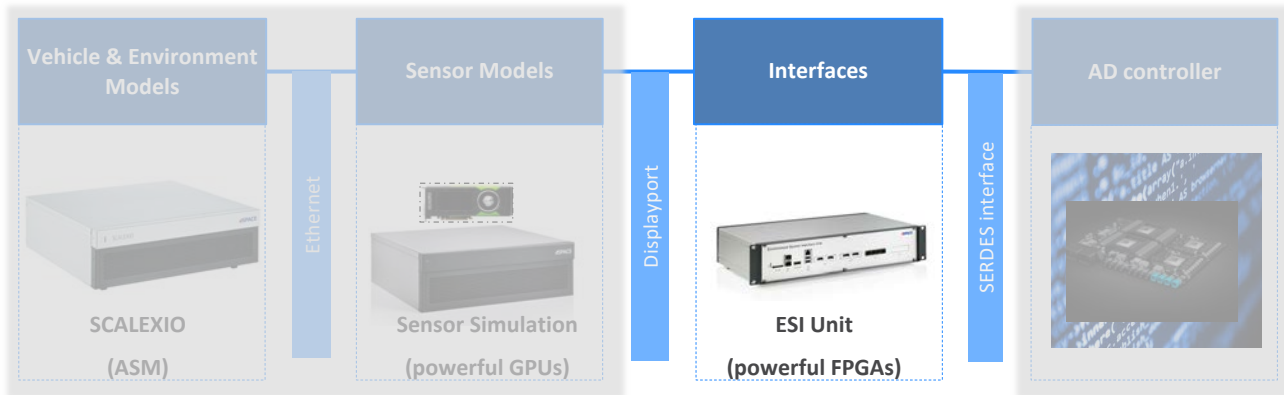 Vehicle & Environment
Models
Sensor Models
Interfaces
AD controller
Ethernet
Displayport
SERDES interface
SCALEXIO
(ASM)
Sensor Simulation
(powerful GPUs)
ESI Unit
(powerful FPGAs)
dSPACE